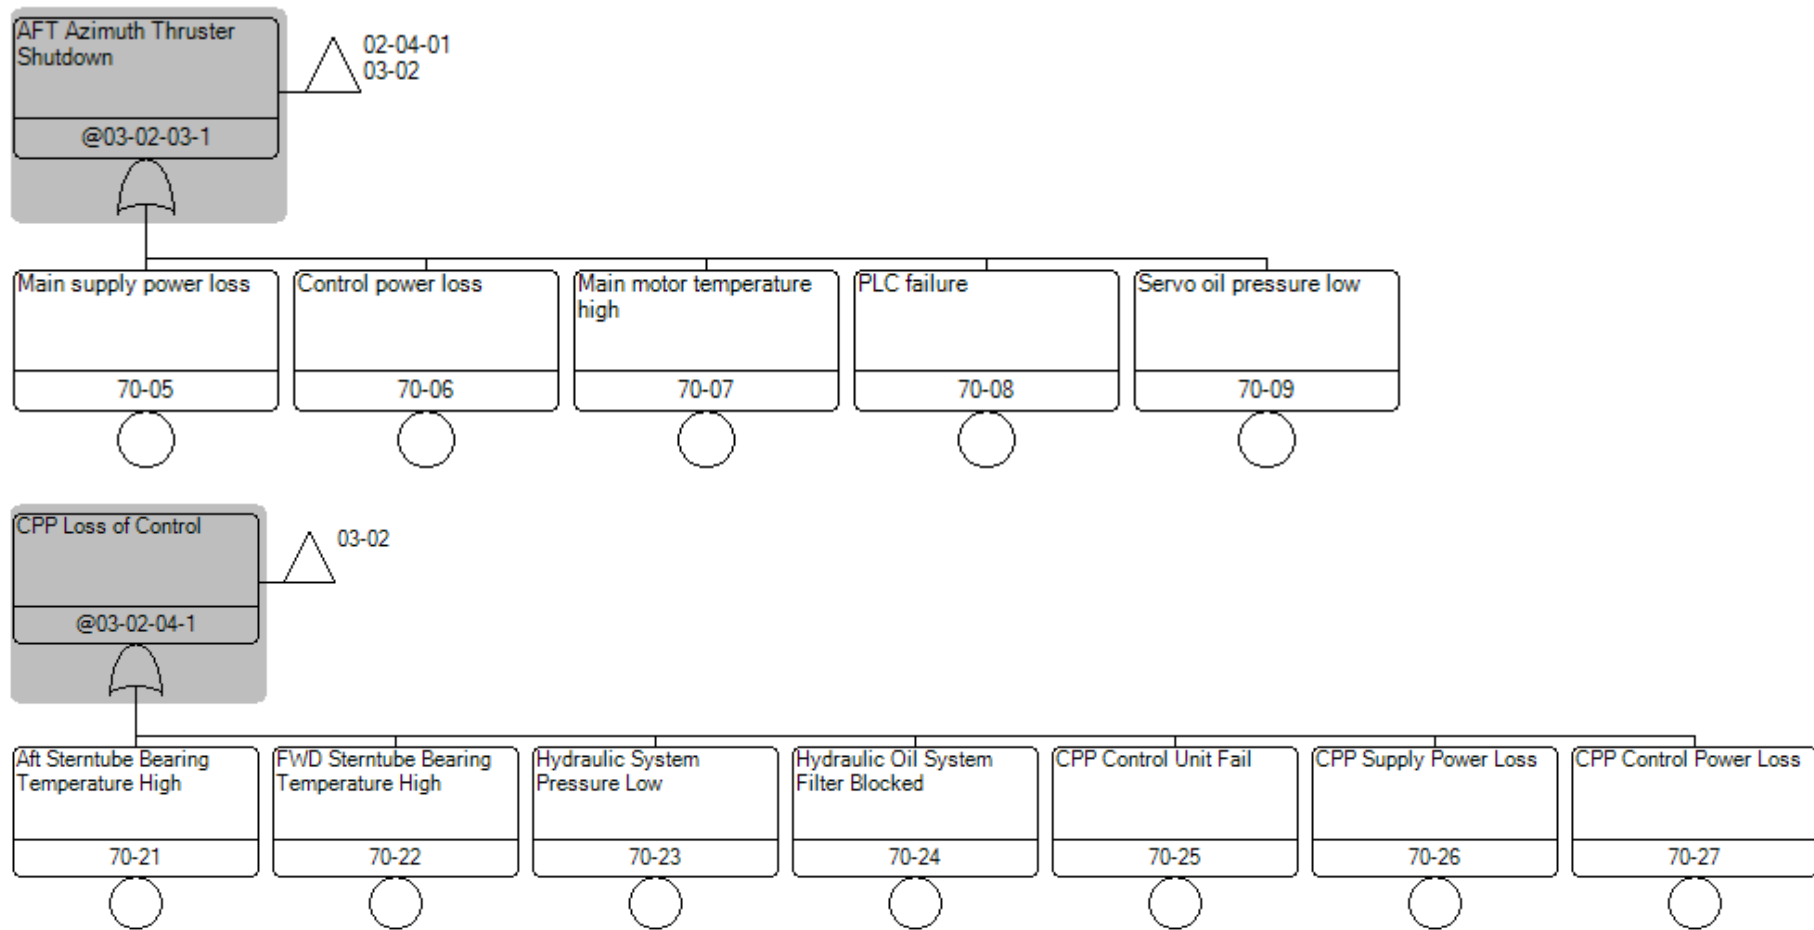 AFT Azimuth Thruster
Shutdown
@03-02-03-1
02-04-01
03-02
Main supply power loss
70-05
Control power loss
70-06
Main motor temperature
high
70-07
PLC failure
70-08
Servo oil pressure low
70-09
CPP Loss of Control
@03-02-04-1
03-02
Aft Sterntube Bearing
Temperature High
70-21
FWD Sterntube Bearing
Temperature High
70-22
Hydraulic System
Pressure Low
70-23
Hydraulic Oil System
Filter Blocked
70-24
CPP Control Unit Fail
70-25
CPP Supply Power Loss
70-26
CPP Control Power Loss
70-27